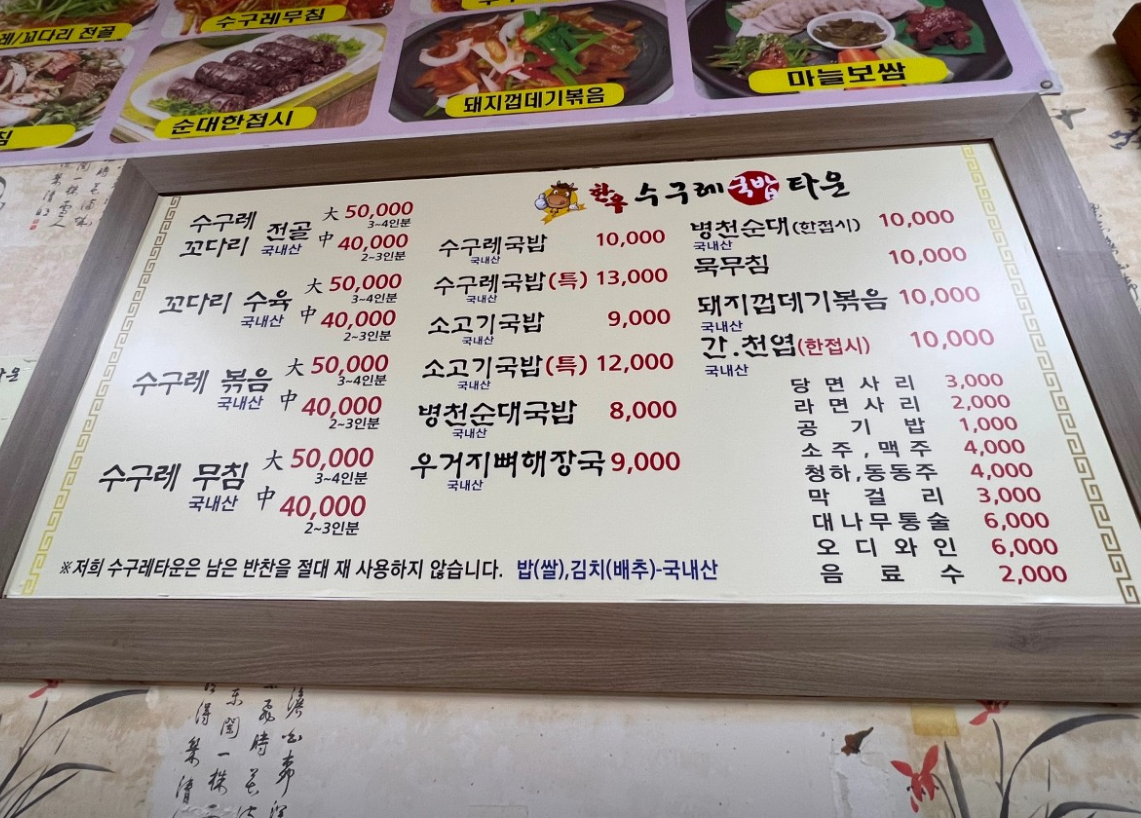 수구레무침
레/꼬다리 전골
순대한접시
돼지껍데기볶음
마늘보쌈
한우 수구레국밥타운
수구레 꼬다리 전골 국내산
大 50,000 3~4인분
中 40,000 2~3인분
꼬다리 수육 국내산
大 50,000 3~4인분
中 40,000 2~3인분
수구레 볶음 국내산
大 50,000 3~4인분
中 40,000 2~3인분
수구레 무침 국내산
大 50,000 3~4인분
中 40,000 2~3인분
수구레국밥 10,000
국내산
수구레국밥(특) 13,000
국내산
소고기국밥 9,000
국내산
소고기국밥(특) 12,000
국내산
병천순대국밥 8,000
국내산
우거지뼈해장국 9,000
국내산
병천순대(한접시) 10,000
국내산
묵무침 10,000
돼지껍데기볶음 10,000
국내산
간.천엽(한접시) 10,000
국내산
당면사리 3,000
라면사리 2,000
공기밥 1,000
소주,맥주 4,000
청하,동동주 4,000
막걸리 3,000
대나무통술 6,000
오디와인 6,000
음료수 2,000
※저희 수구레타운은 남은 반찬을 절대 재 사용하지 않습니다. 밥(쌀),김치(배추)-국내산